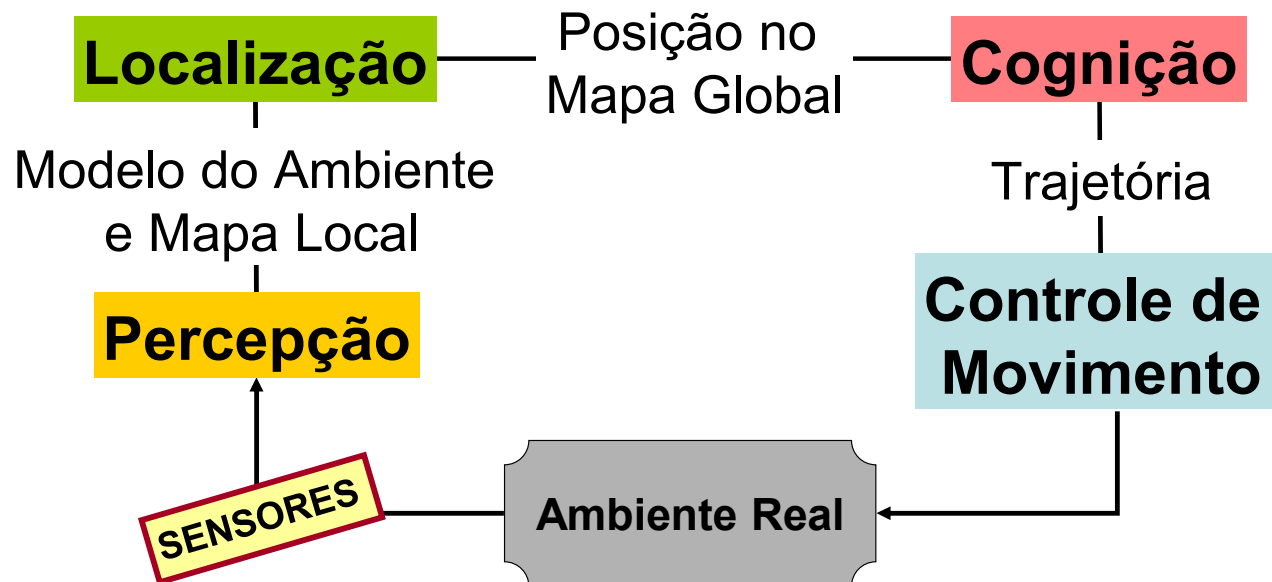 Localização
Posição no
Mapa Global
Cognição
Modelo do Ambiente
e Mapa Local
Trajetória
Percepção
Controle de
Movimento
SENSORES
Ambiente Real